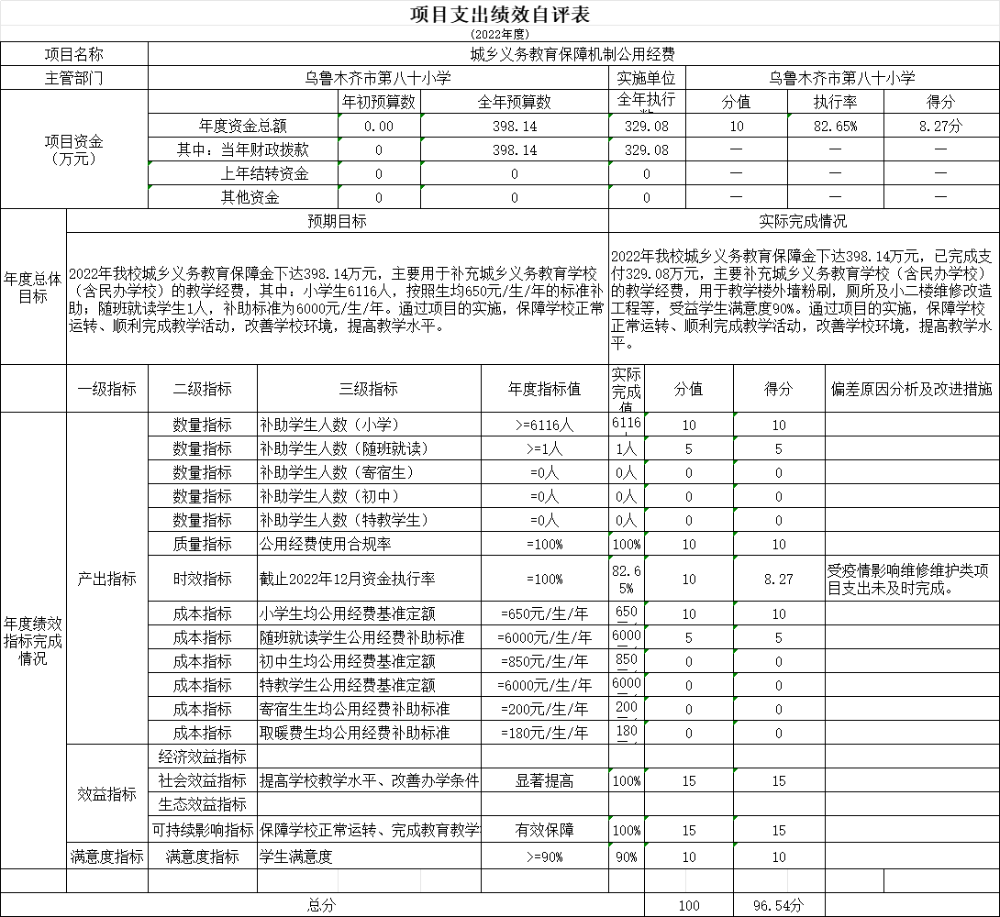 项目支出绩效自评表
(2022年度)
项目名称 城乡义务教育保障机制公用经费
主管部门 乌鲁木齐市第八十小学 实施单位 乌鲁木齐市第八十小学
项目资金
（万元）
年初预算数 全年预算数 全年执行 分值 执行率 得分
年度资金总额 0.00 398.14 329.08 10 82.65% 8.27分
其中：当年财政拨款 0 398.14 329.08 — — —
上年结转资金 0 0 0 — — —
其他资金 0 0 0 — — —
年度总体
目标
预期目标 实际完成情况
2022年我校城乡义务教育保障金下达398.14万元，主要用于补充城乡义务教育学校
（含民办学校）的教学经费，其中：小学生6116人，按照生均650元/生/年的标准补
助；随班就读学生1人，补助标准为6000元/生/年。通过项目的实施，保障学校正常
运转、顺利完成教学活动，改善学校环境，提高教学水平。
2022年我校城乡义务教育保障金下达398.14万元，已完成支
付329.08万元，主要补充城乡义务教育学校（含民办学校）
的教学经费，用于教学楼外墙粉刷，厕所及小二楼维修改造
工程等，受益学生满意度90%。通过项目的实施，保障学校
正常运转、顺利完成教学活动，改善学校环境，提高教学水
平。
一级指标 二级指标 三级指标 年度指标值 实际
完成
值 分值 得分 偏差原因分析及改进措施
年度绩效
指标完成
情况
产出指标
数量指标 补助学生人数（小学） >=6116人 6116 10 10
数量指标 补助学生人数（随班就读） >=1人 1人 5 5
数量指标 补助学生人数（寄宿生） =0人 0人 0 0
数量指标 补助学生人数（初中） =0人 0人 0 0
数量指标 补助学生人数（特教学生） =0人 0人 0 0
质量指标 公用经费使用合规率 =100% 100% 10 10
时效指标 截止2022年12月资金执行率 =100% 82.6
5% 10 8.27 受疫情影响维修维护类项
目支出未及时完成。
成本指标 小学生均公用经费基准定额 =650元/生/年 650 10 10
成本指标 随班就读学生公用经费补助标准 =6000元/生/年 6000 5 5
成本指标 初中生均公用经费基准定额 =850元/生/年 850 0 0
成本指标 特教学生公用经费基准定额 =6000元/生/年 6000 0 0
成本指标 寄宿生生均公用经费补助标准 =200元/生/年 200 0 0
成本指标 取暖费生均公用经费补助标准 =180元/生/年 180 0 0
效益指标
经济效益指标
社会效益指标 提高学校教学水平、改善办学条件 显著提高 100% 15 15
生态效益指标
可持续影响指标 保障学校正常运转、完成教育教学 有效保障 100% 15 15
满意度指标 满意度指标 学生满意度 >=90% 90% 10 10
总分 100 96.54分